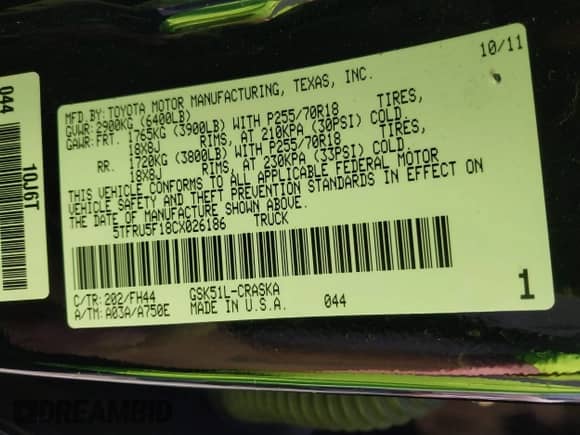 10/11
MFD.BY: TOYOTA MOTOR MANUFACTURING, TEXAS, INC.
GVWR: 2900KG (6400LB)
GAWR: FRT. 1765KG (3900LB) WITH P255/70R18 TIRES,
18X8J RIMS, AT 210KPA (30PSI) COLD.
RR. 1720KG (3800LB) WITH P255/70R18 TIRES,
18X8J RIMS, AT 230KPA (33PSI) COLD.
THIS VEHICLE CONFORMS TO ALL APPLICABLE FEDERAL MOTOR
VEHICLE SAFETY AND THEFT PREVENTION STANDARDS IN EFFECT ON
THE DATE OF MANUFACTURE SHOWN ABOVE.
5TFRU5F18CX026186 TRUCK
C/TR: 202/FH44 GSK51L-CRASKA
A/TM: A03A/A750E MADE IN U.S.A. 044 1
044 10J6T
DREAMBID